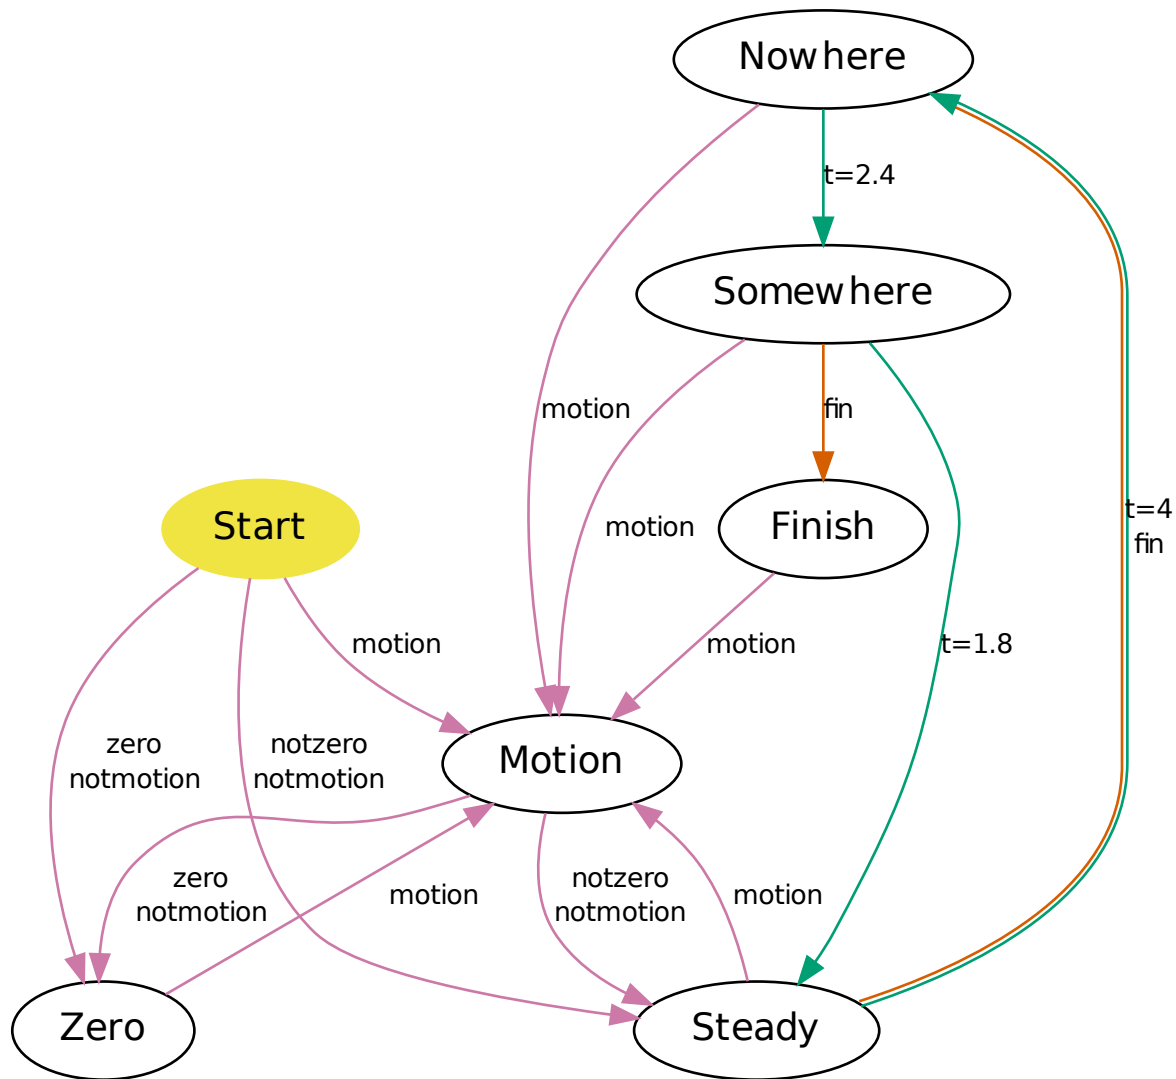 Nowhere
t=2.4
Somewhere
motion
fin
motion
Start
Finish
t=4
fin
motion
motion
t=1.8
zero
notmotion
notzero
notmotion
Motion
zero
notmotion
motion
notzero
notmotion
motion
Zero
Steady